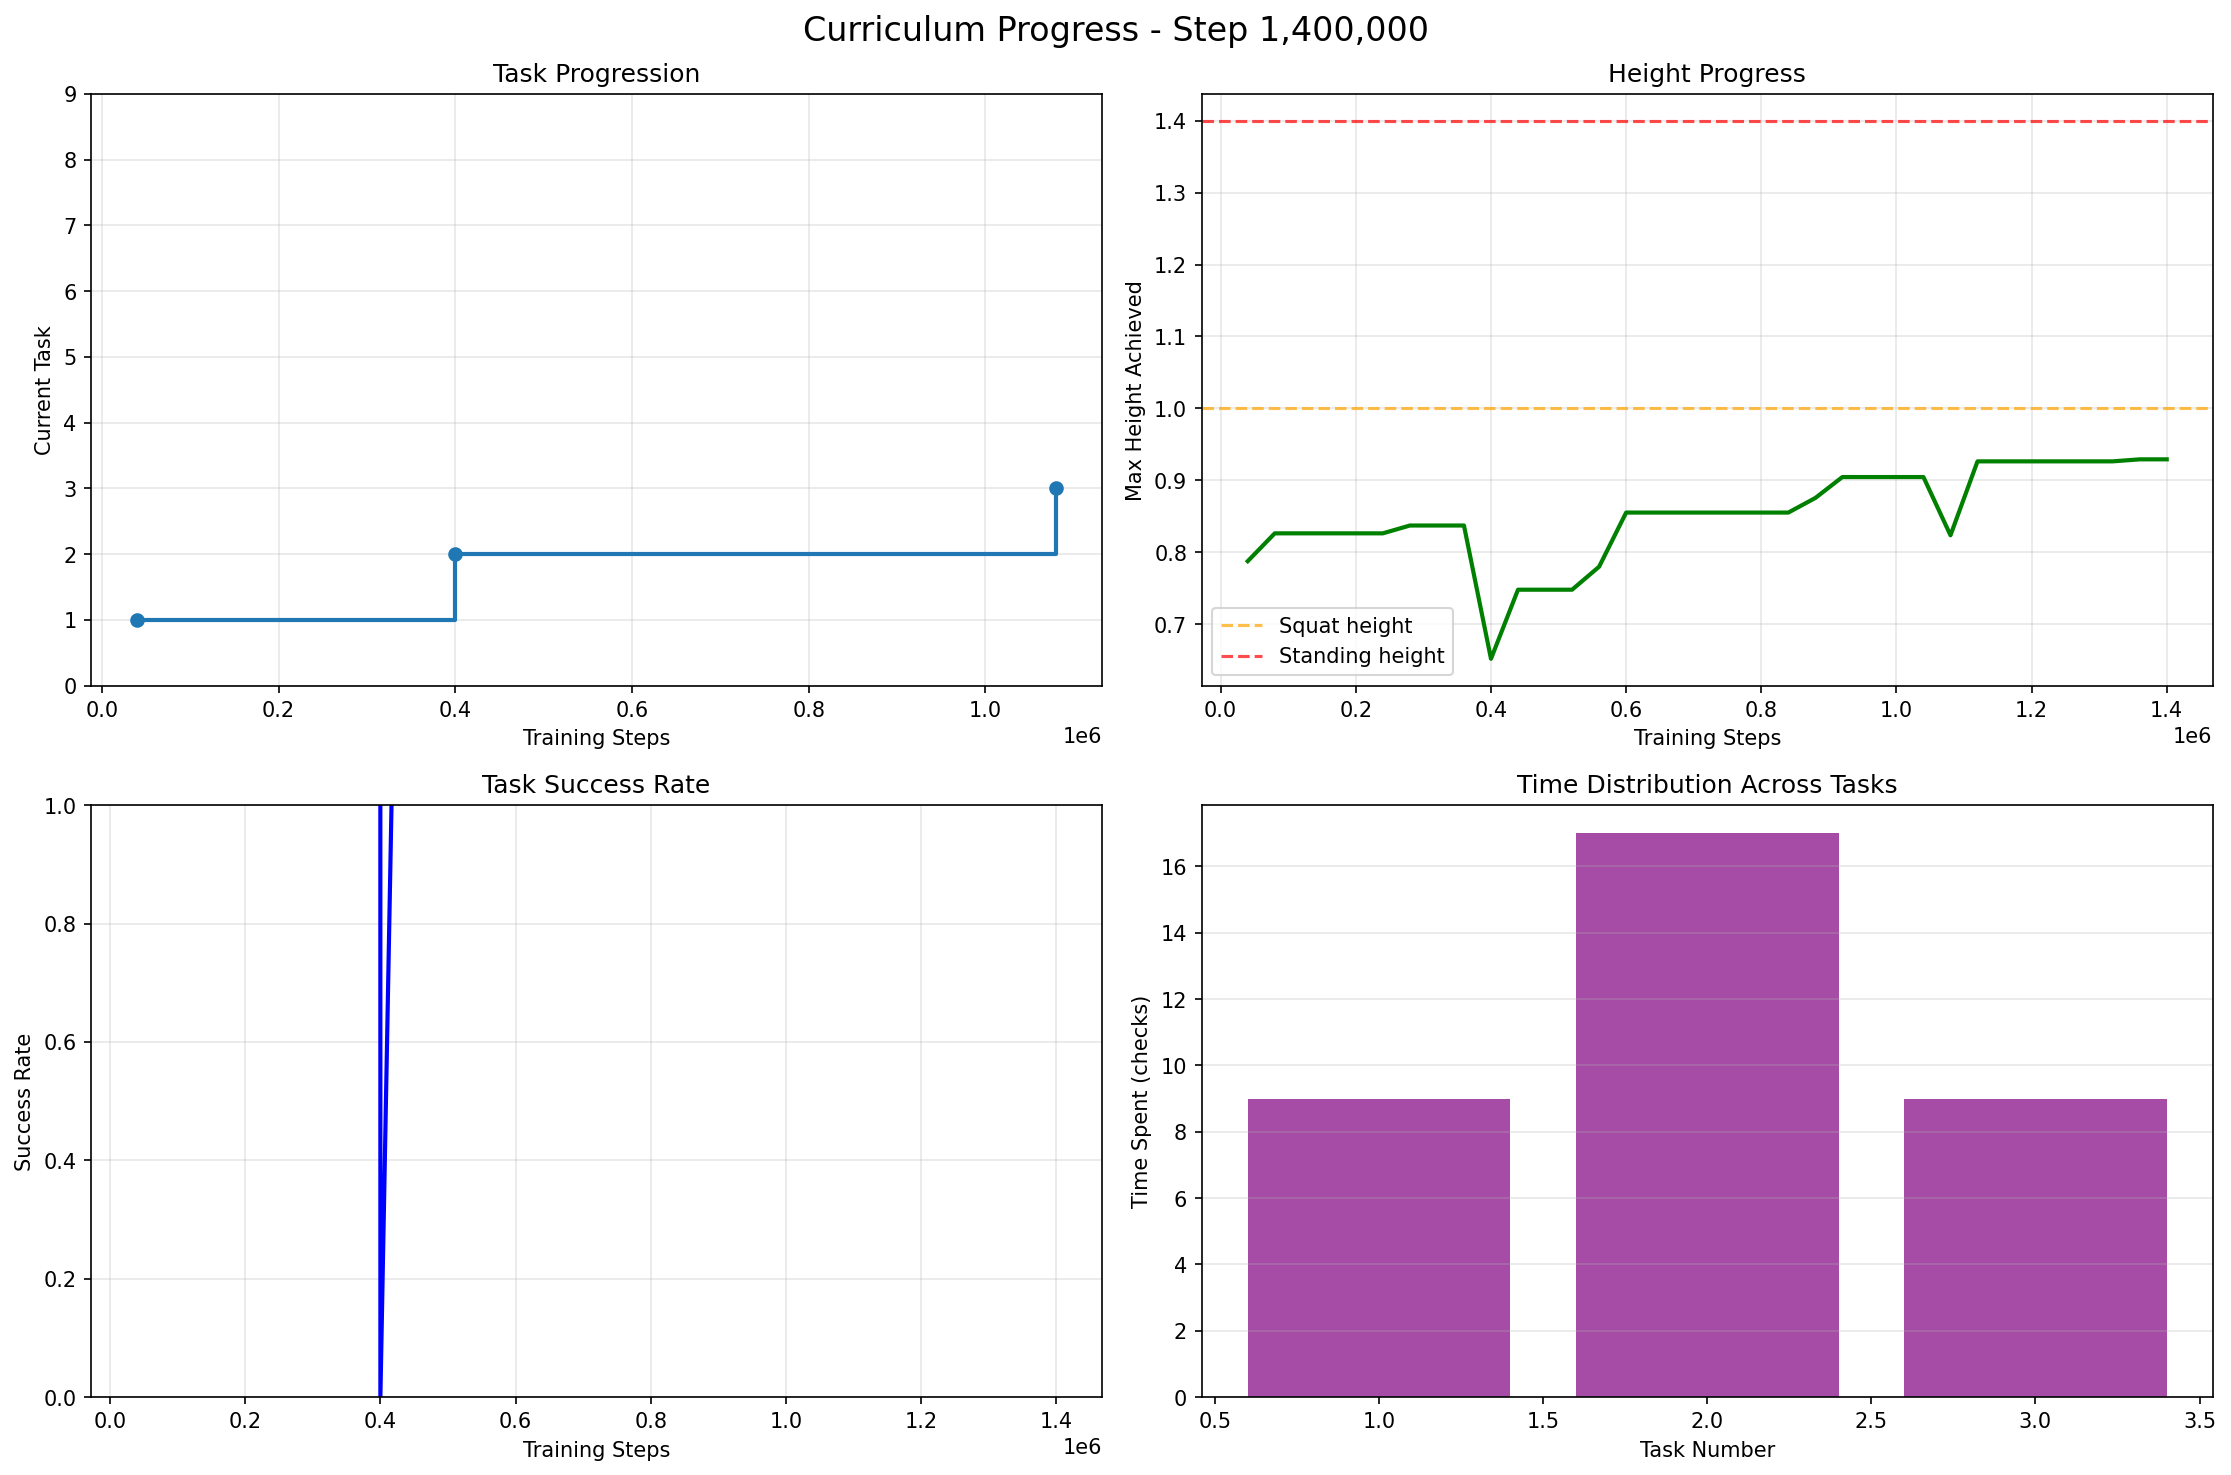 Curriculum Progress - Step 1,400,000
Task Progression
9
8
7
6
5
4
3
2
1
0
Current Task
0.0 0.2 0.4 0.6 0.8 1.0
1e6
Training Steps
Height Progress
1.4
1.3
1.2
1.1
1.0
0.9
0.8
0.7
Max Height Achieved
Squat height
Standing height
0.0 0.2 0.4 0.6 0.8 1.0 1.2 1.4
1e6
Training Steps
Task Success Rate
1.0
0.8
0.6
0.4
0.2
0.0
Success Rate
0.0 0.2 0.4 0.6 0.8 1.0 1.2 1.4
1e6
Training Steps
Time Distribution Across Tasks
16
14
12
10
8
6
4
2
0
Time Spent (checks)
0.5 1.0 1.5 2.0 2.5 3.0 3.5
Task Number